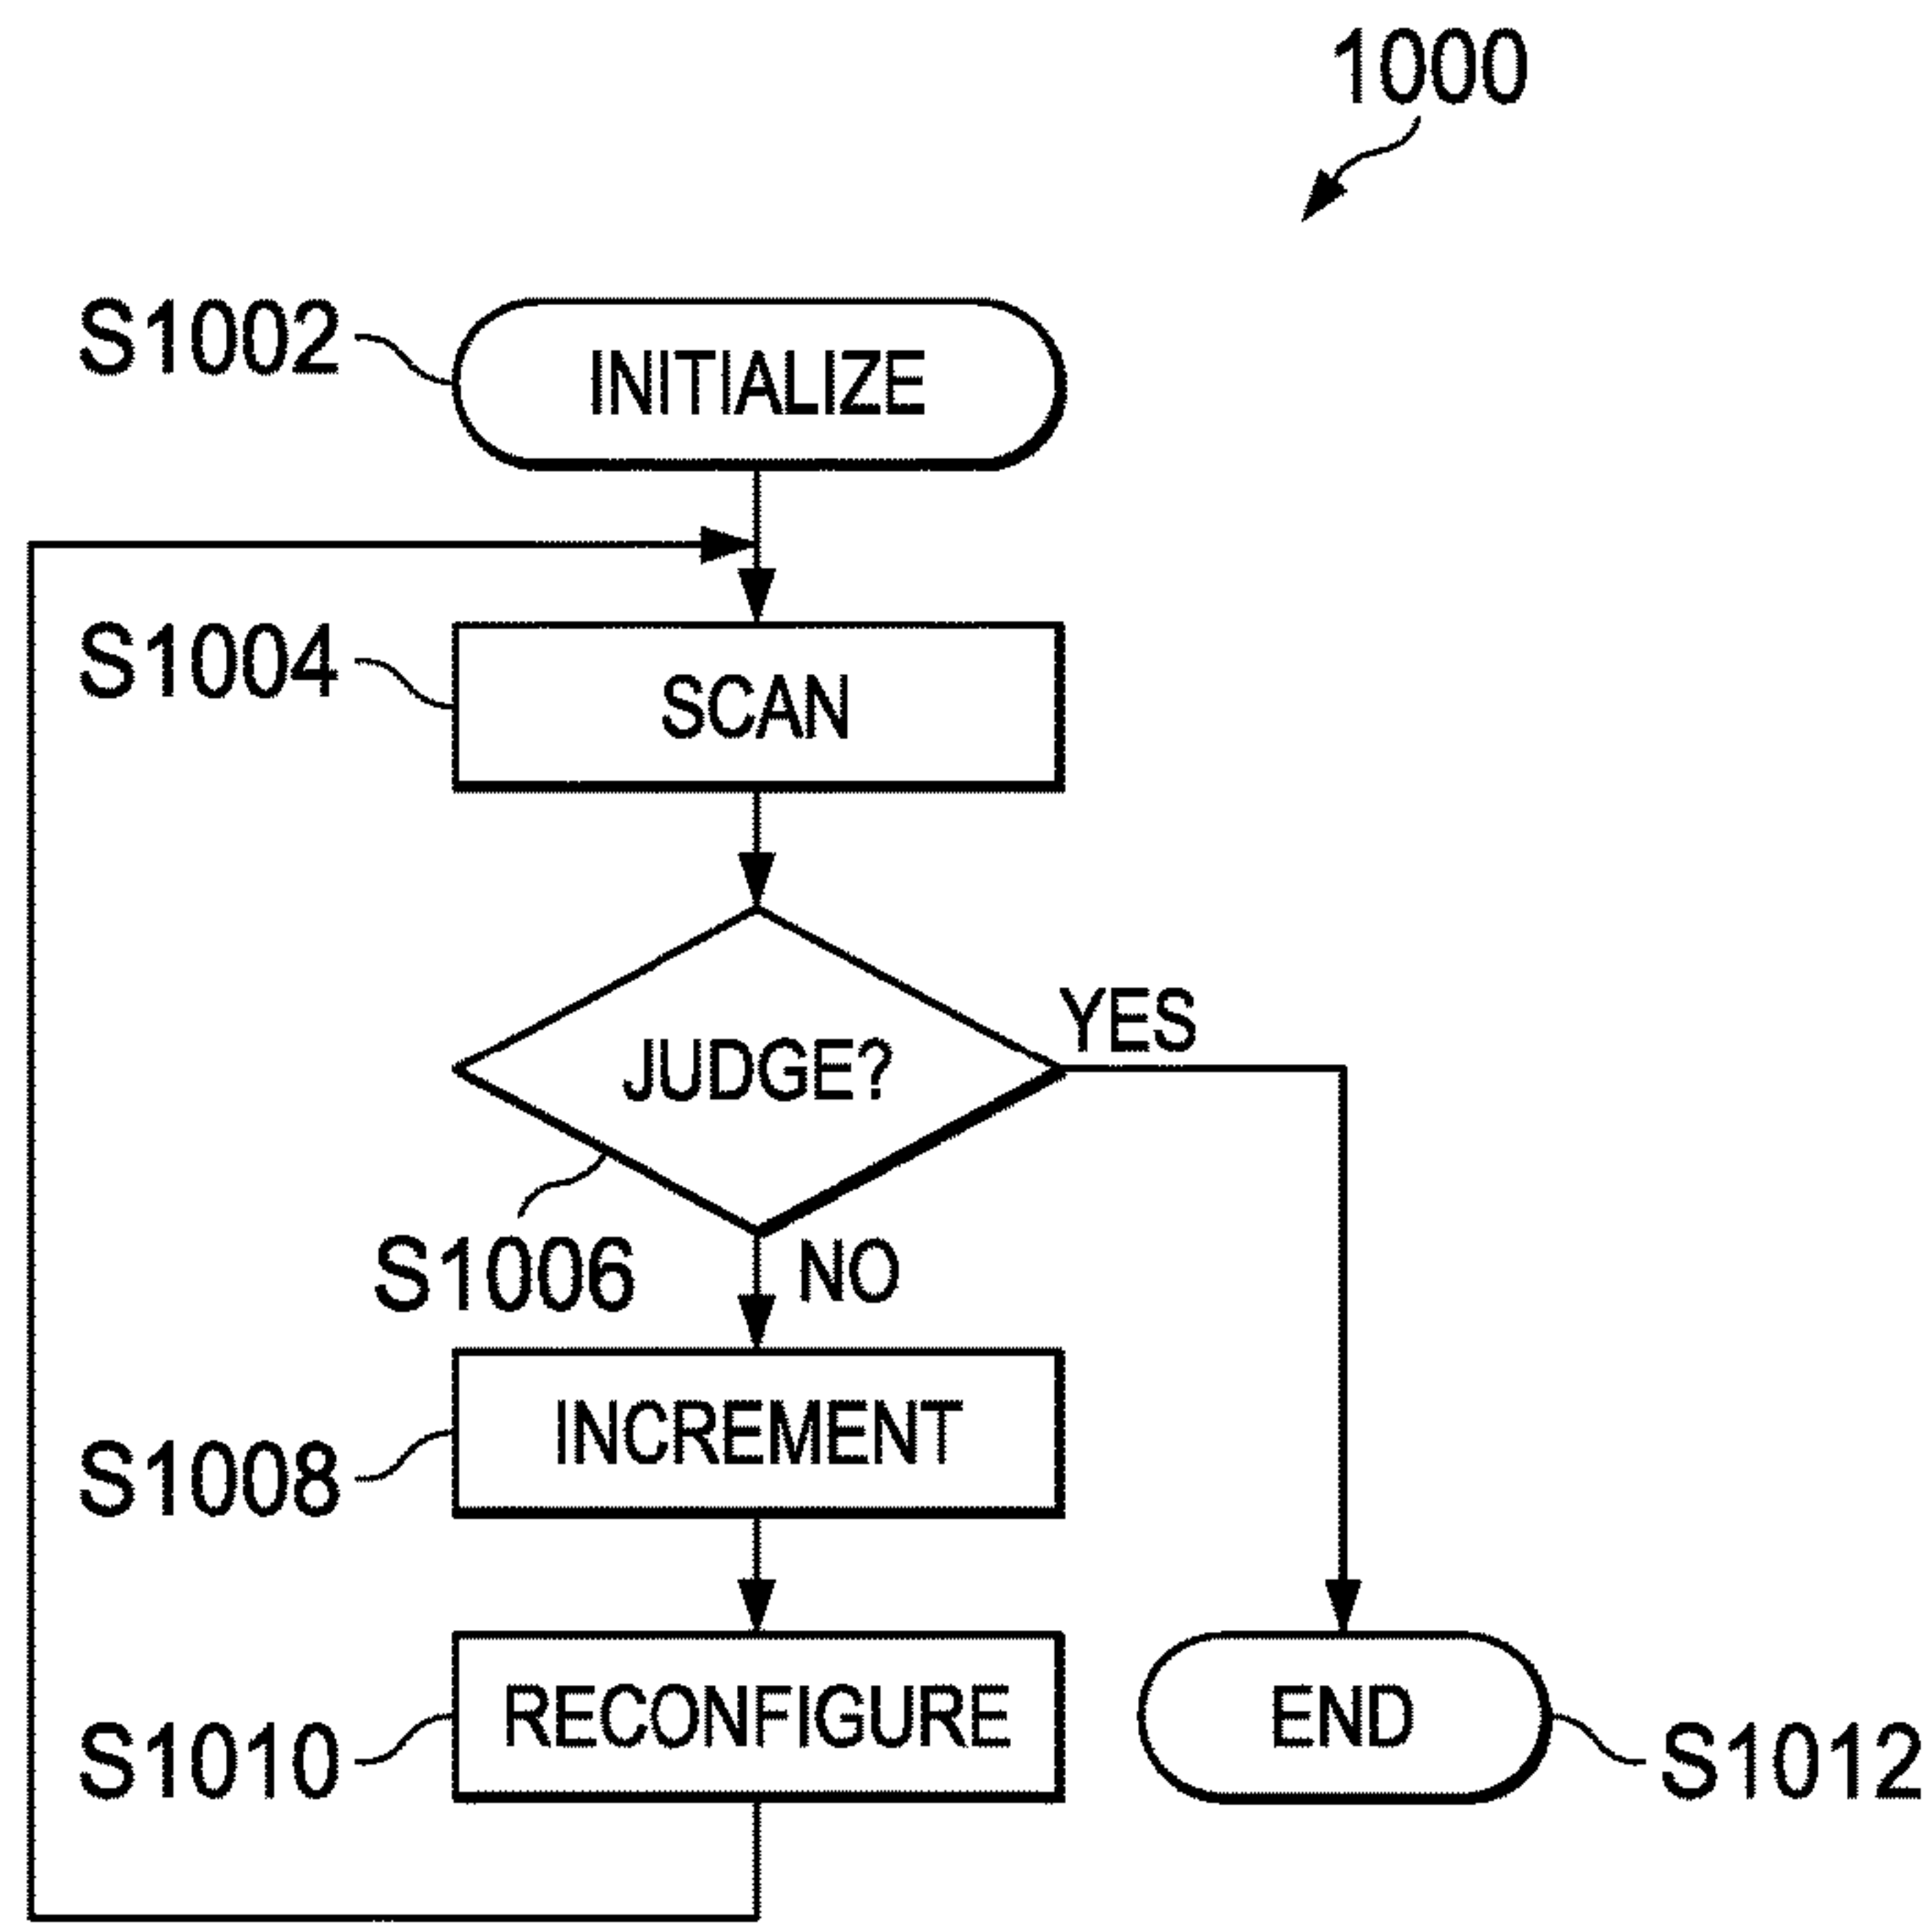 1000
S1002
INITIALIZE
S1004
SCAN
JUDGE?
YES
S1006
NO
INCREMENT
S1008
RECONFIGURE
S1010
END
S1012